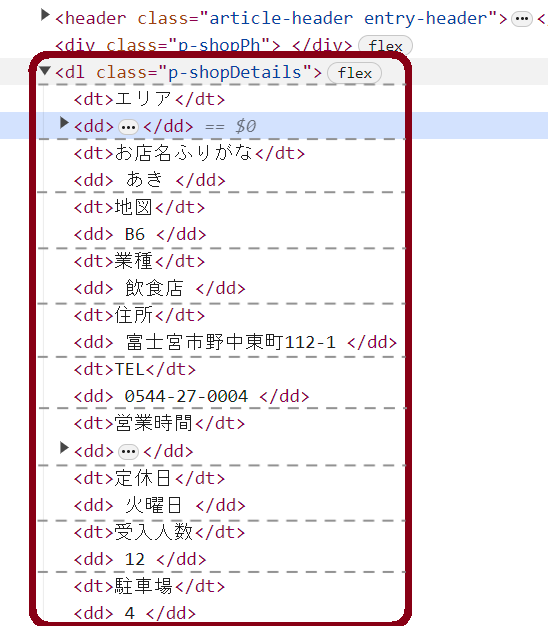 <header class="article-header entry-header">…<
<div class="p-shopPh"> </div> flex
<dl class="p-shopDetails"> flex
<dt>エリア</dt>
<dd>…</dd> == $0
<dt>お店名ふりがな</dt>
<dd> あき </dd>
<dt>地図</dt>
<dd> B6 </dd>
<dt>業種</dt>
<dd> 飲食店 </dd>
<dt>住所</dt>
<dd> 富士宮市野中東町112-1 </dd>
<dt>TEL</dt>
<dd> 0544-27-0004 </dd>
<dt>営業時間</dt>
<dd>…</dd>
<dt>定休日</dt>
<dd> 火曜日 </dd>
<dt>受入人数</dt>
<dd> 12 </dd>
<dt>駐車場</dt>
<dd> 4 </dd>